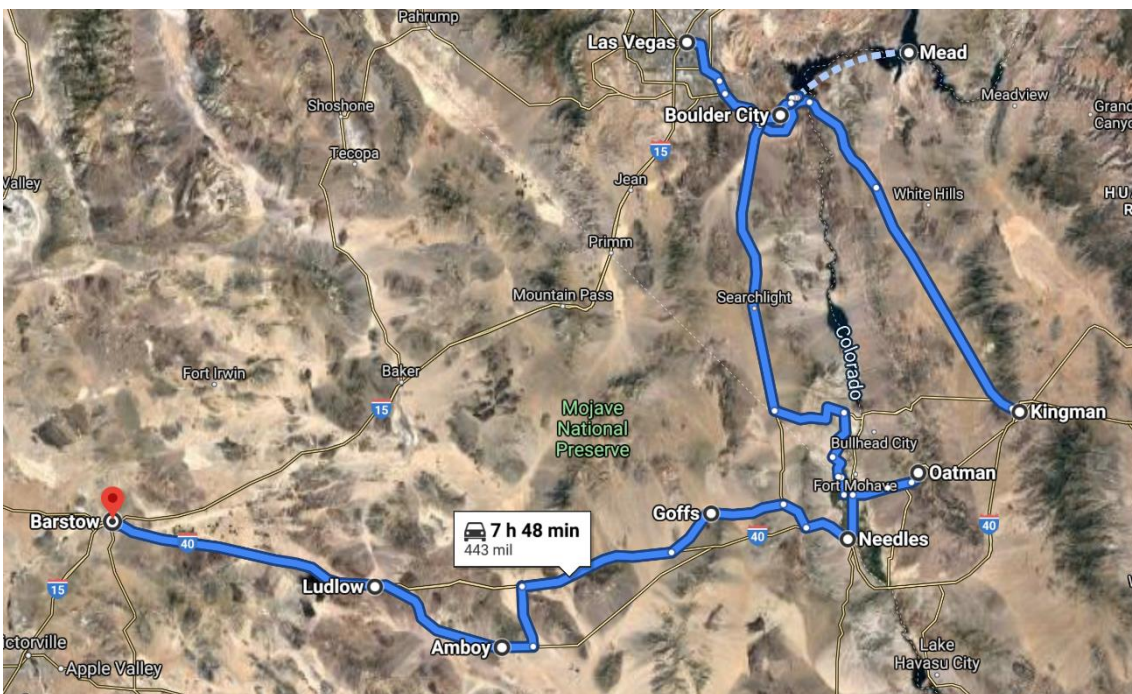 Pahrump
Las Vegas
Mead
Meadview
Shoshone
Boulder City
Grand
Canyo
Tecopa
15
Valley
Jean
White Hills
HU
R
Primm
Mountain Pass
Searchlight
Colorado
Fort Irwin
Baker
15
Mojave
National
Preserve
Kingman
Bullhead City
Oatman
Fort Mohave
Barstow
Goffs
7 h 48 min
443 mil
40
40
40
Needles
15
Ludlow
Amboy
ictorville
Apple Valley
Lake
Havasu City